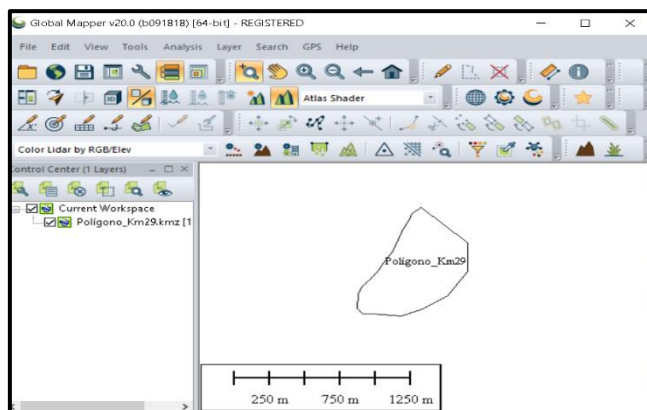 Global Mapper v20.0 (b091818) [64-bit] - REGISTERED
File Edit View Tools Analysis Layer Search GPS Help
Atlas Shader
Color Lidar by RGB/Elev
Control Center (1 Layers)
Current Workspace
Polígono_Km29.kmz [1
Polígono_Km29
250 m 750 m 1250 m